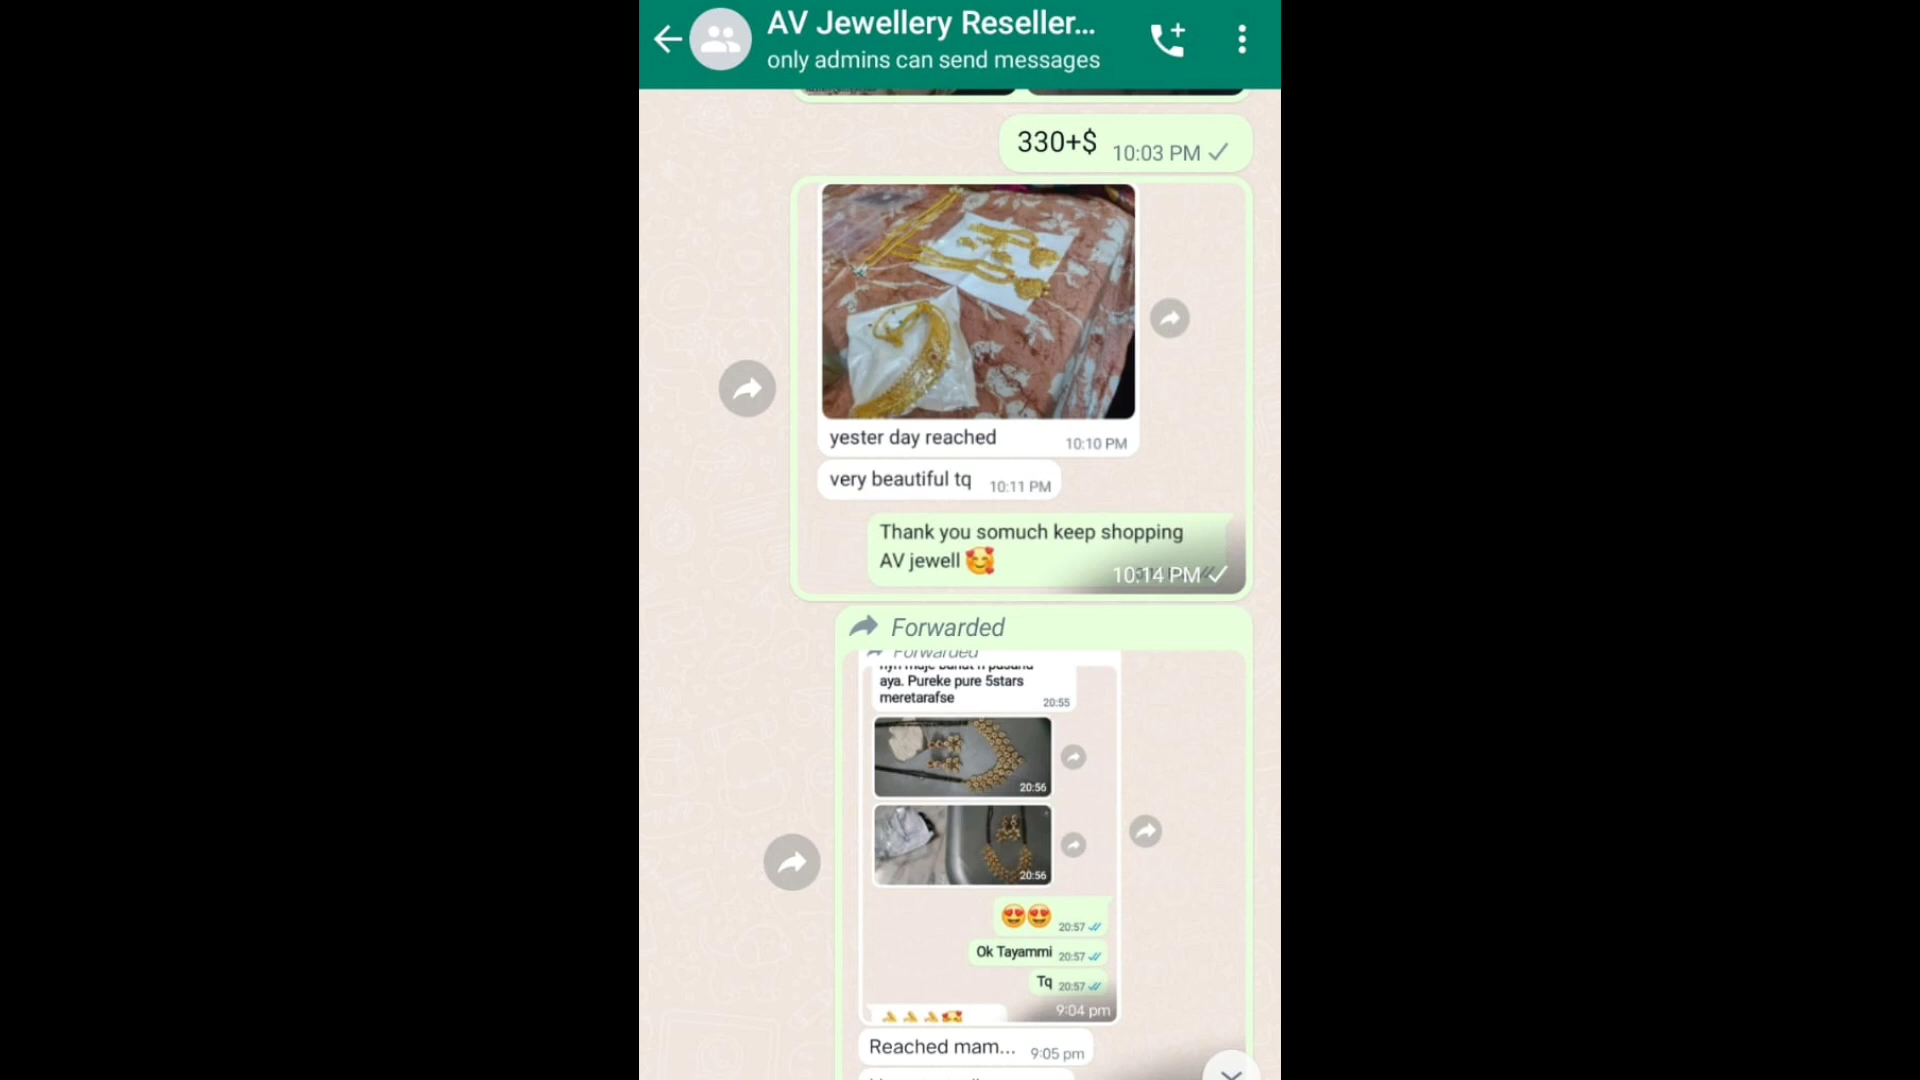 AV Jewellery Reseller...
only admins can send messages
330+$ 10:03 PM
yester day reached 10:10 PM
very beautiful tq 10:11 PM
Thank you somuch keep shopping
AV jewell 🥰
10:14 PM
Forwarded
Forwarded
aya. Pureke pure 5stars
meretarafse 20:55
20:56
20:56
😍😍 20:57
Ok Tayammi 20:57
Tq 20:57
9:04 pm
Reached mam... 9:05 pm